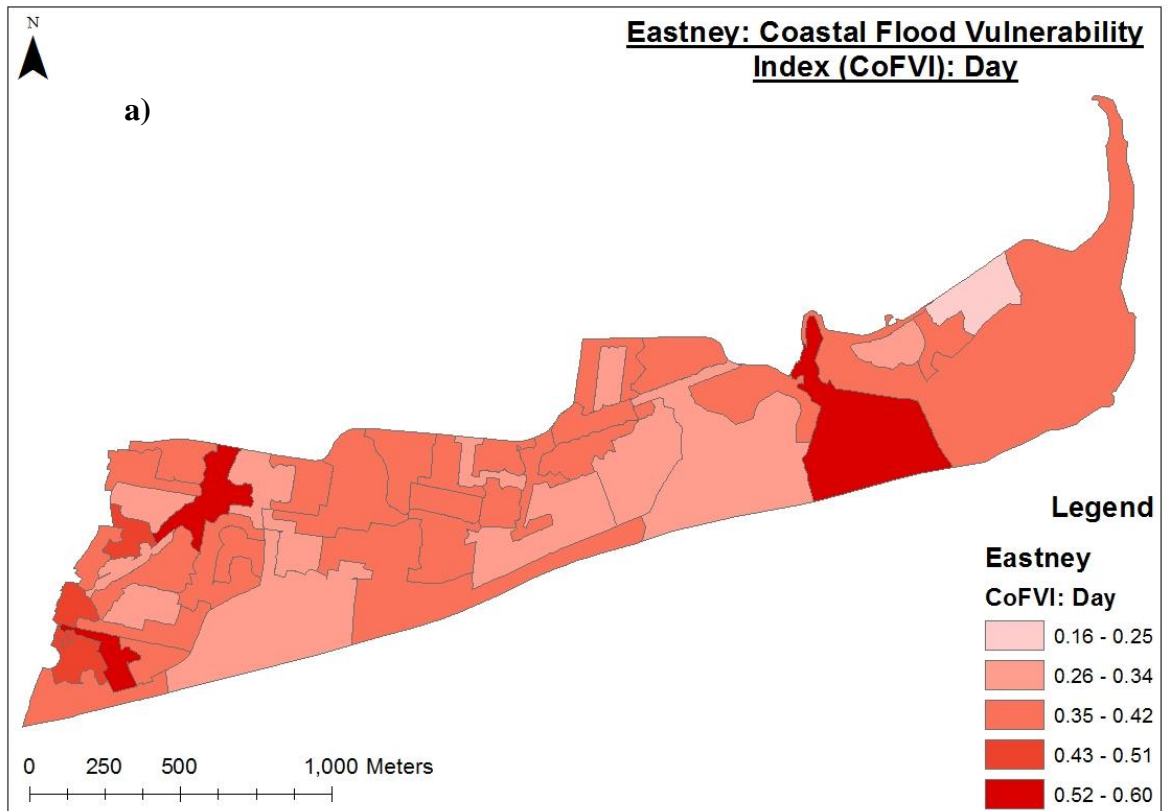 N
Eastney: Coastal Flood Vulnerability
Index (CoFVI): Day
a)
Legend
Eastney
CoFVI: Day
0.16 - 0.25
0.26 - 0.34
0.35 - 0.42
0.43 - 0.51
0.52 - 0.60
0 250 500 1,000 Meters